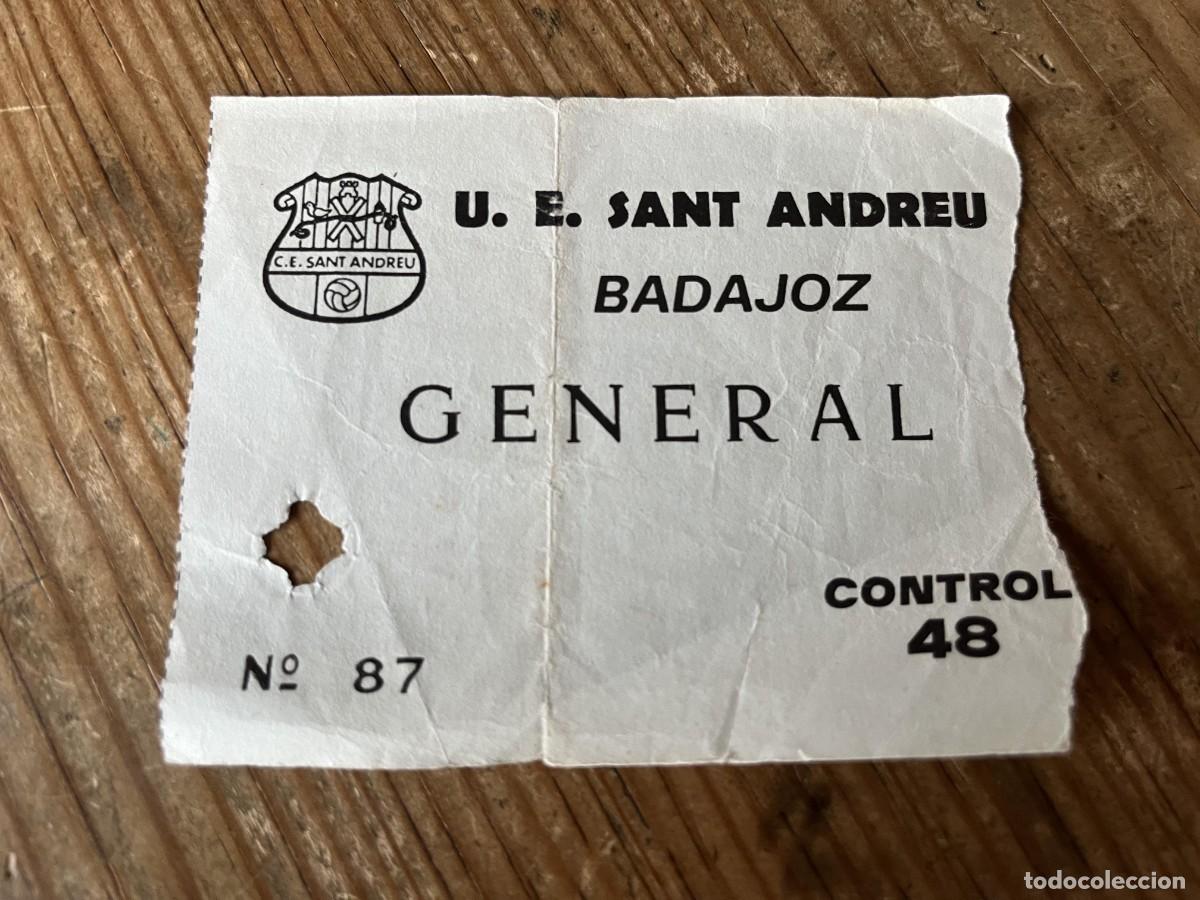 U. E. SANT ANDREU
C.E. SANT ANDREU
BADAJOZ
GENERAL
CONTROL
48
Nº 87
todocoleccion